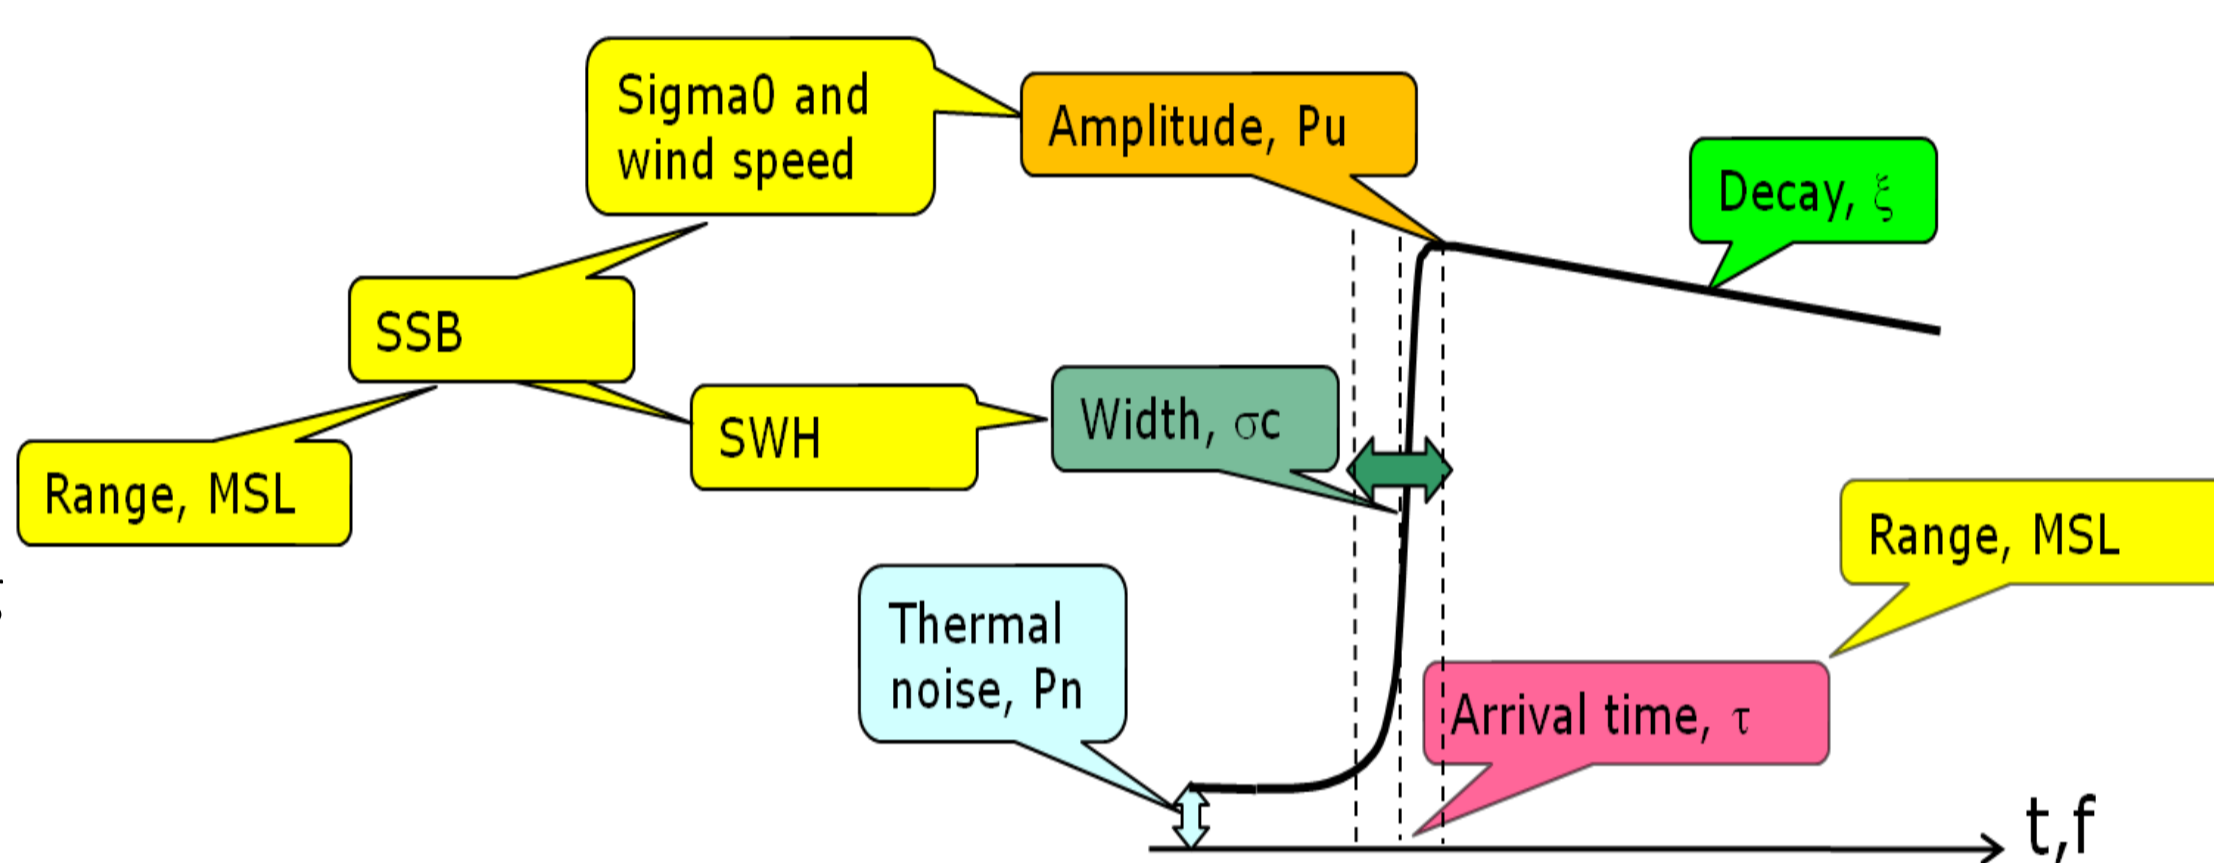 Sigma0 and
wind speed
Amplitude, Pu
Decay, ξ
SSB
Width, σc
SWH
Range, MSL
Range, MSL
Thermal
noise, Pn
Arrival time, τ
t,f